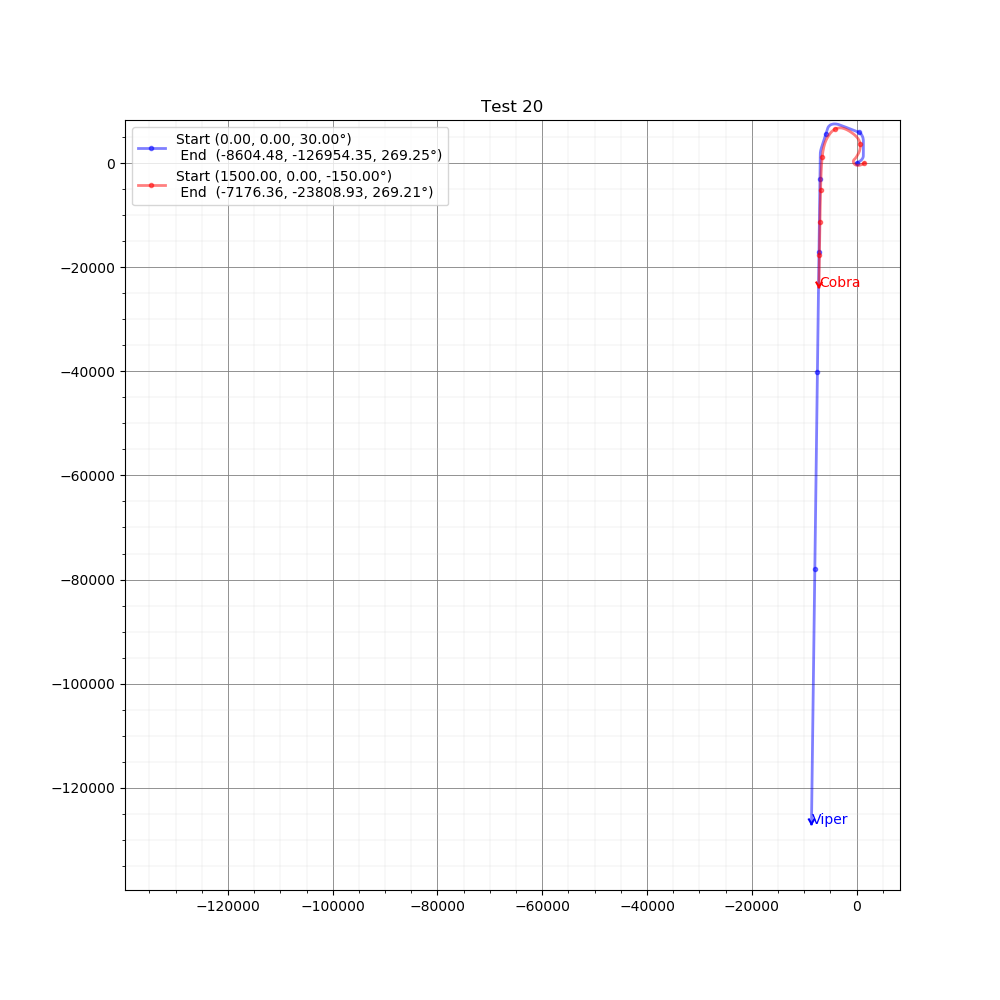 Test 20
Start (0.00, 0.00, 30.00°)
End  (-8604.48, -126954.35, 269.25°)
Start (1500.00, 0.00, -150.00°)
End  (-7176.36, -23808.93, 269.21°)
0
−20000
−40000
−60000
−80000
−100000
−120000
Cobra
Viper
−120000
−100000
−80000
−60000
−40000
−20000
0